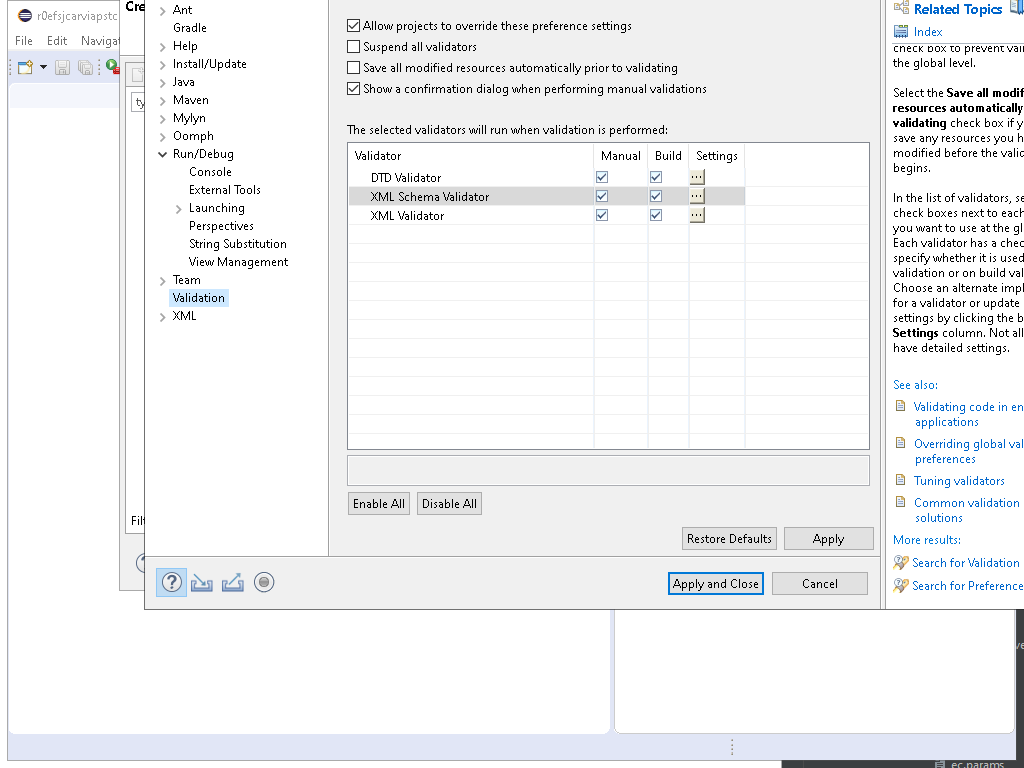 r0efsjcarviapstc
File Edit Navigat
Cre
ty
Filt
Ant
Gradle
Help
Install/Update
Java
Maven
Mylyn
Oomph
Run/Debug
Console
External Tools
Launching
Perspectives
String Substitution
View Management
Team
Validation
XML
Allow projects to override these preference settings
Suspend all validators
Save all modified resources automatically prior to validating
Show a confirmation dialog when performing manual validations
The selected validators will run when validation is performed:
Validator Manual Build Settings
DTD Validator
XML Schema Validator
XML Validator
Enable All Disable All
Restore Defaults Apply
Apply and Close Cancel
Related Topics
Index
check box to prevent vali
the global level.
Select the Save all modif
resources automatically
validating check box if y
save any resources you h
modified before the valid
begins.
In the list of validators, se
check boxes next to each
you want to use at the gl
Each validator has a chec
specify whether it is used
validation or on build val
Choose an alternate impl
for a validator or update
settings by clicking the b
Settings column. Not all
have detailed settings.
See also:
Validating code in en
applications
Overriding global val
preferences
Tuning validators
Common validation
solutions
More results:
Search for Validation
Search for Preference
ve
ec.params